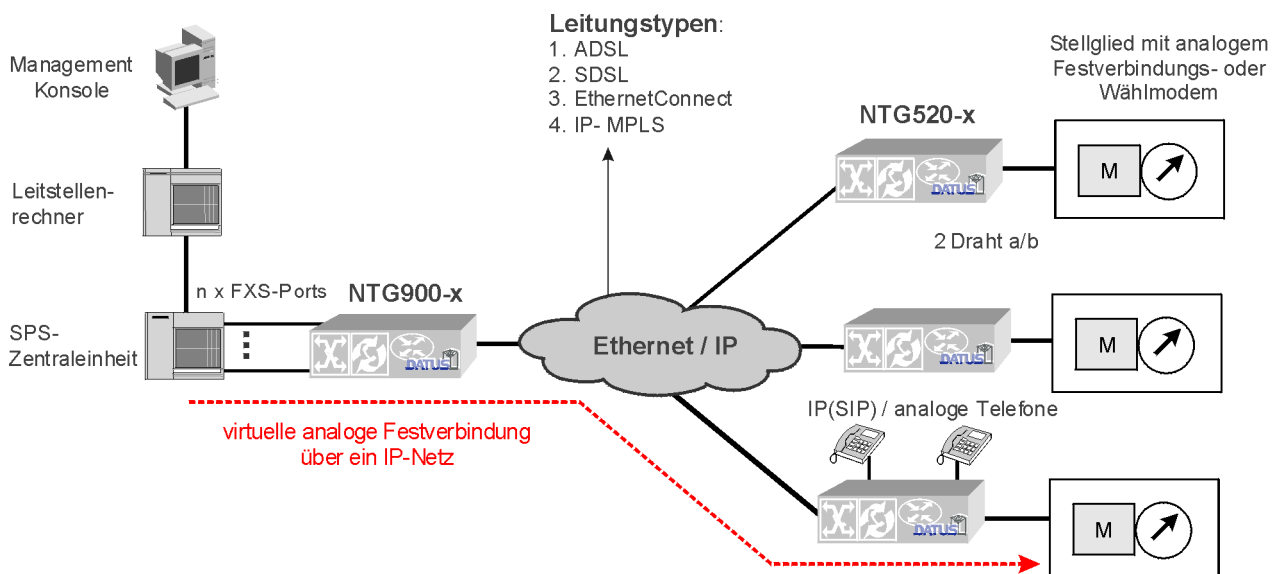 Leitungstypen:
1. ADSL
2. SDSL
3. EthernetConnect
4. IP- MPLS
Management
Konsole
Stellglied mit analogem
Festverbindungs- oder
Wählmodem
NTG520-x
M
DATUS
2 Draht a/b
Leitstellen-
rechner
n x FXS-Ports
NTG900-x
SPS-
Zentraleinheit
DATUS
Ethernet / IP
DATUS
M
IP(SIP) / analoge Telefone
virtuelle analoge Festverbindung
über ein IP-Netz
DATUS
M